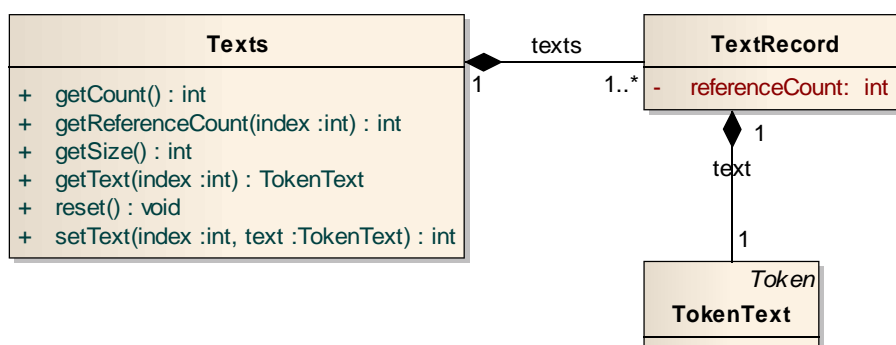 Texts
+ getCount() : int
+ getReferenceCount(index :int) : int
+ getSize() : int
+ getText(index :int) : TokenText
+ reset() : void
+ setText(index :int, text :TokenText) : int
texts
1
1..*
TextRecord
- referenceCount: int
1
text
1
Token
TokenText